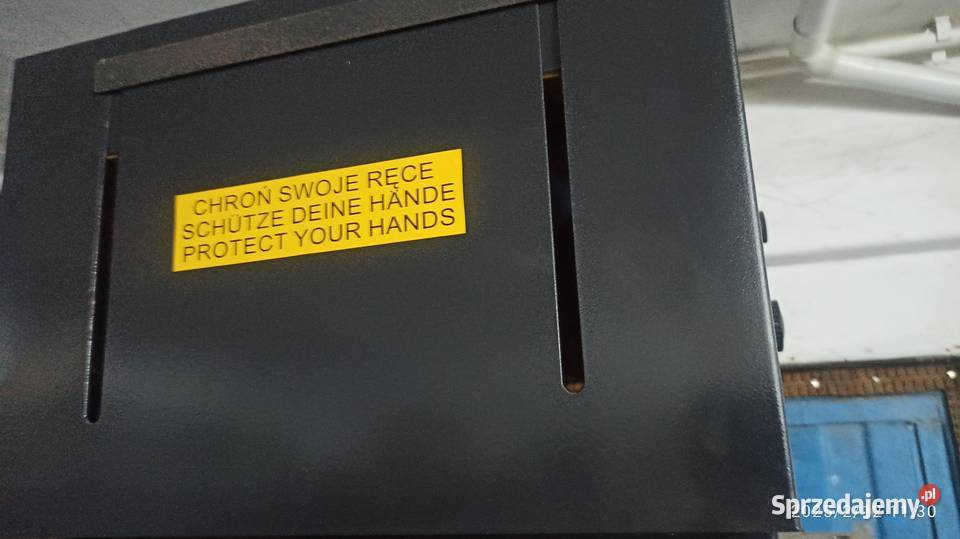 CHROŃ SWOJE RĘCE
SCHÜTZE DEINE HÄNDE
PROTECT YOUR HANDS
Sprzedajemy.pl